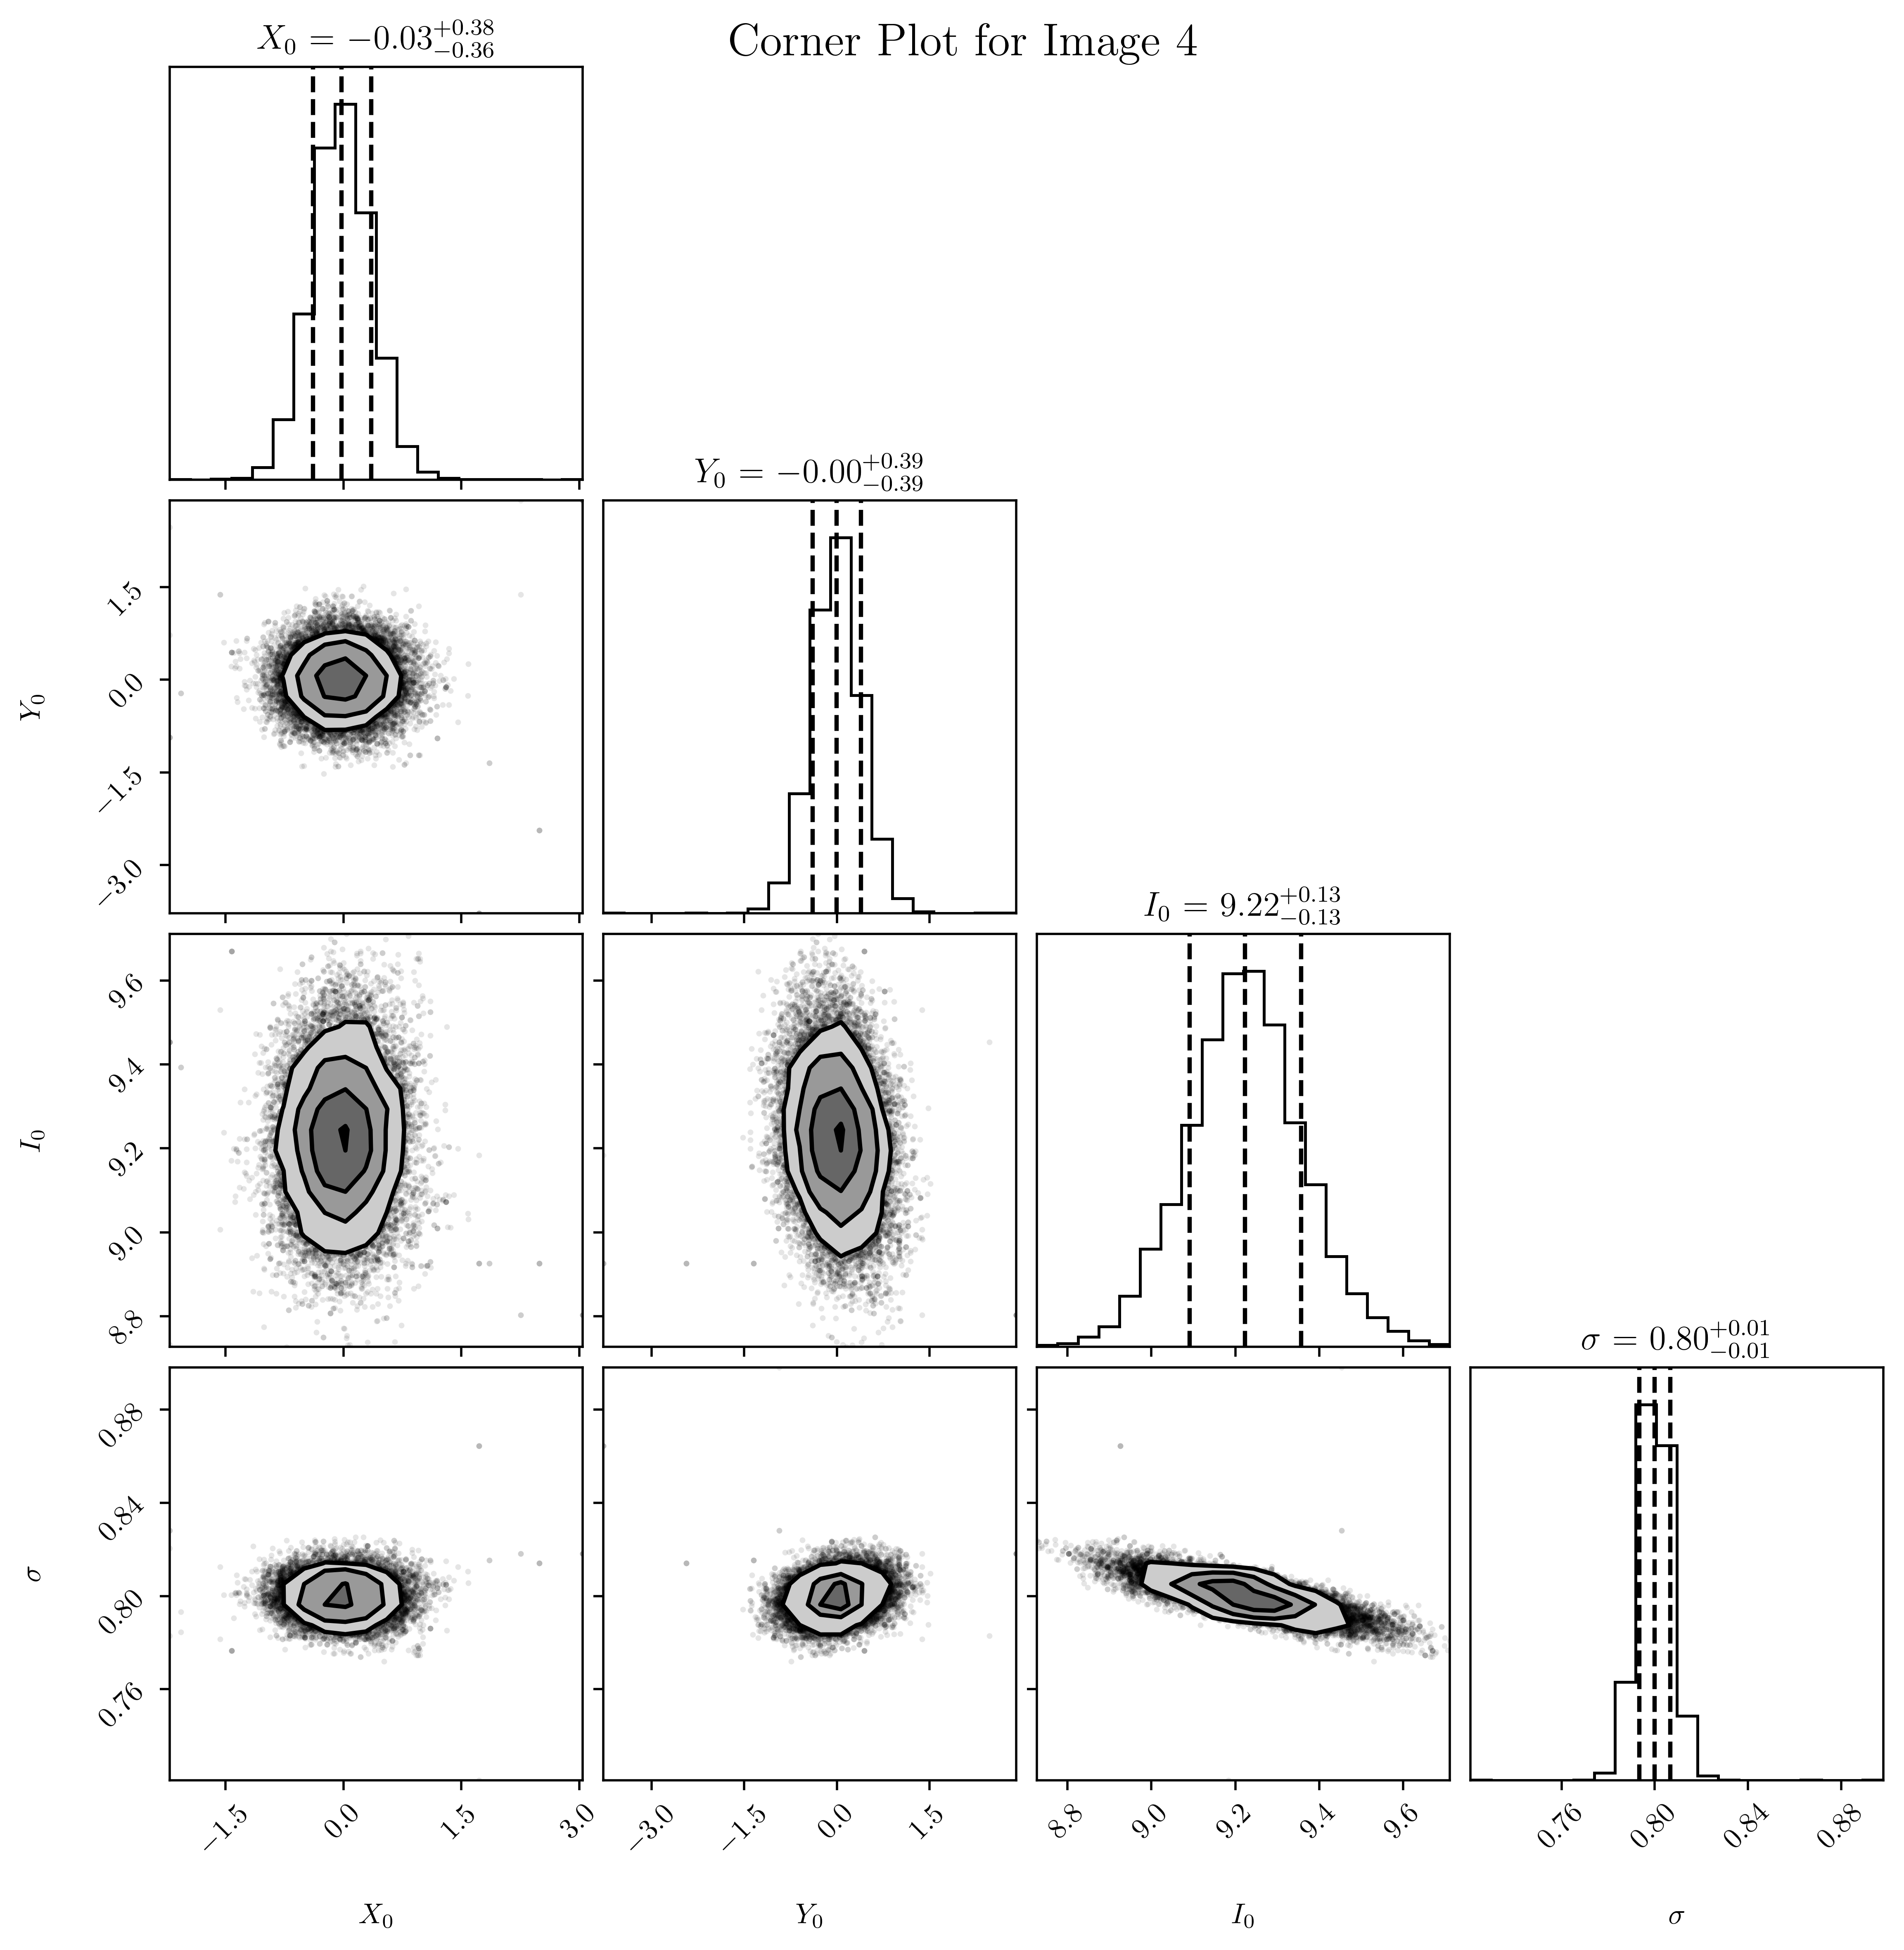 Corner Plot for Image 4
X₀ = −0.03+0.38−0.36
Y₀ = −0.00+0.39−0.39
1.5
0.0
−1.5
−3.0
Y₀
I₀ = 9.22+0.13−0.13
9.6
9.4
9.2
9.0
8.8
I₀
σ = 0.80+0.01−0.01
0.88
0.84
0.80
0.76
σ
−1.5 0.0 1.5 3.0
−3.0 −1.5 0.0 1.5
8.8 9.0 9.2 9.4 9.6
0.76 0.80 0.84 0.88
X₀ Y₀ I₀ σ